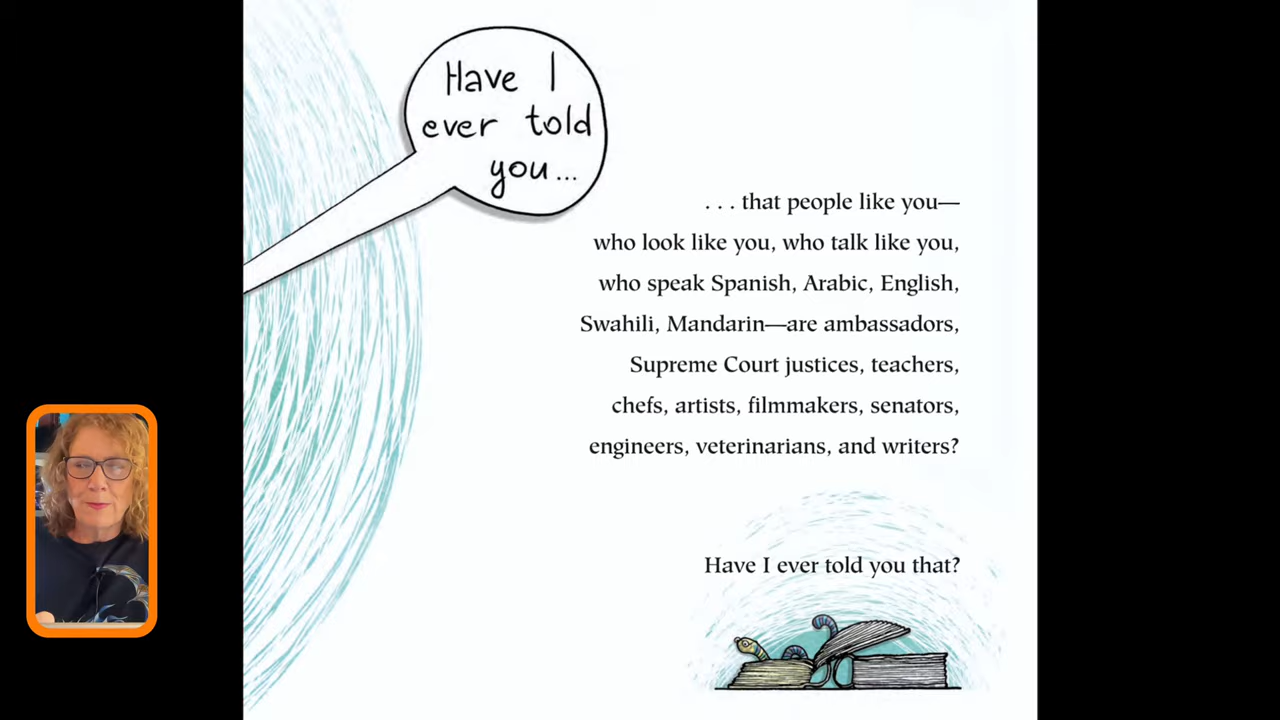 Have I
ever told
you...
. . . that people like you—
who look like you, who talk like you,
who speak Spanish, Arabic, English,
Swahili, Mandarin—are ambassadors,
Supreme Court justices, teachers,
chefs, artists, filmmakers, senators,
engineers, veterinarians, and writers?
Have I ever told you that?